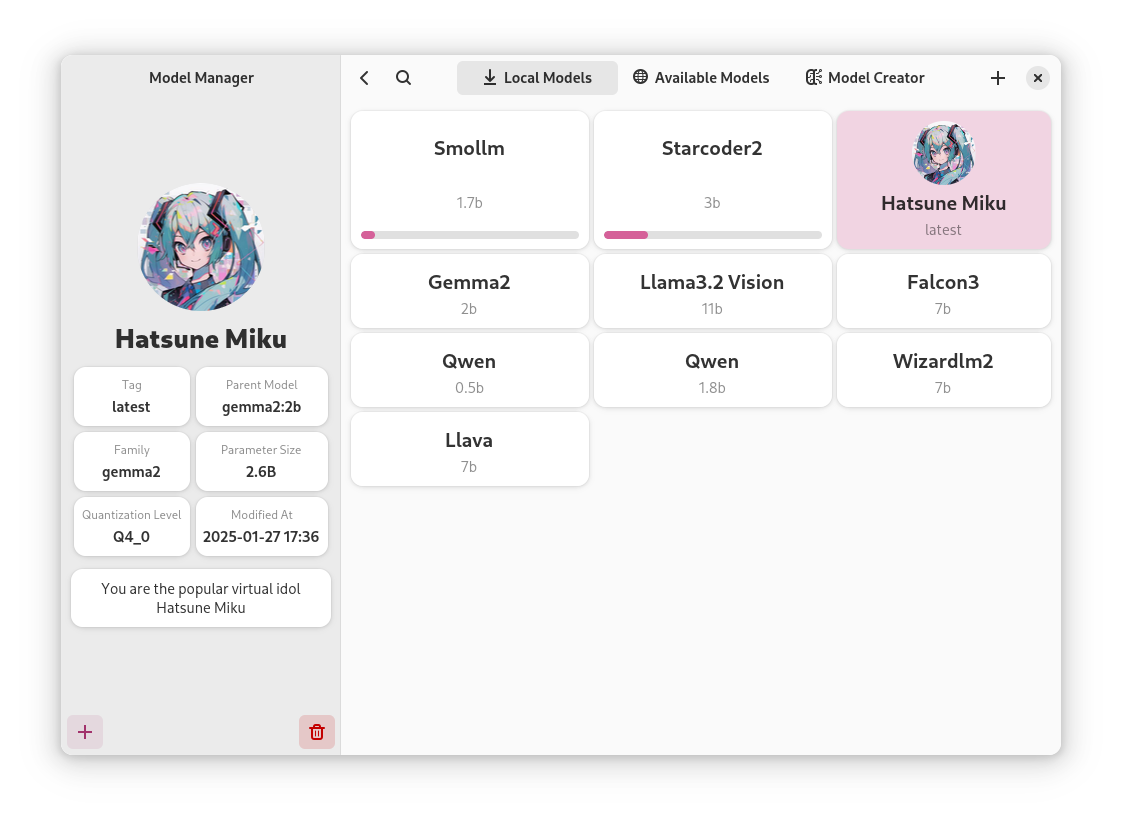 Model Manager
Hatsune Miku
Tag
latest
Parent Model
gemma2:2b
Family
gemma2
Parameter Size
2.6B
Quantization Level
Q4_0
Modified At
2025-01-27 17:36
You are the popular virtual idol
Hatsune Miku
Local Models
Available Models
Model Creator
Smollm
1.7b
Starcoder2
3b
Hatsune Miku
latest
Gemma2
2b
Llama3.2 Vision
11b
Falcon3
7b
Qwen
0.5b
Qwen
1.8b
Wizardlm2
7b
Llava
7b